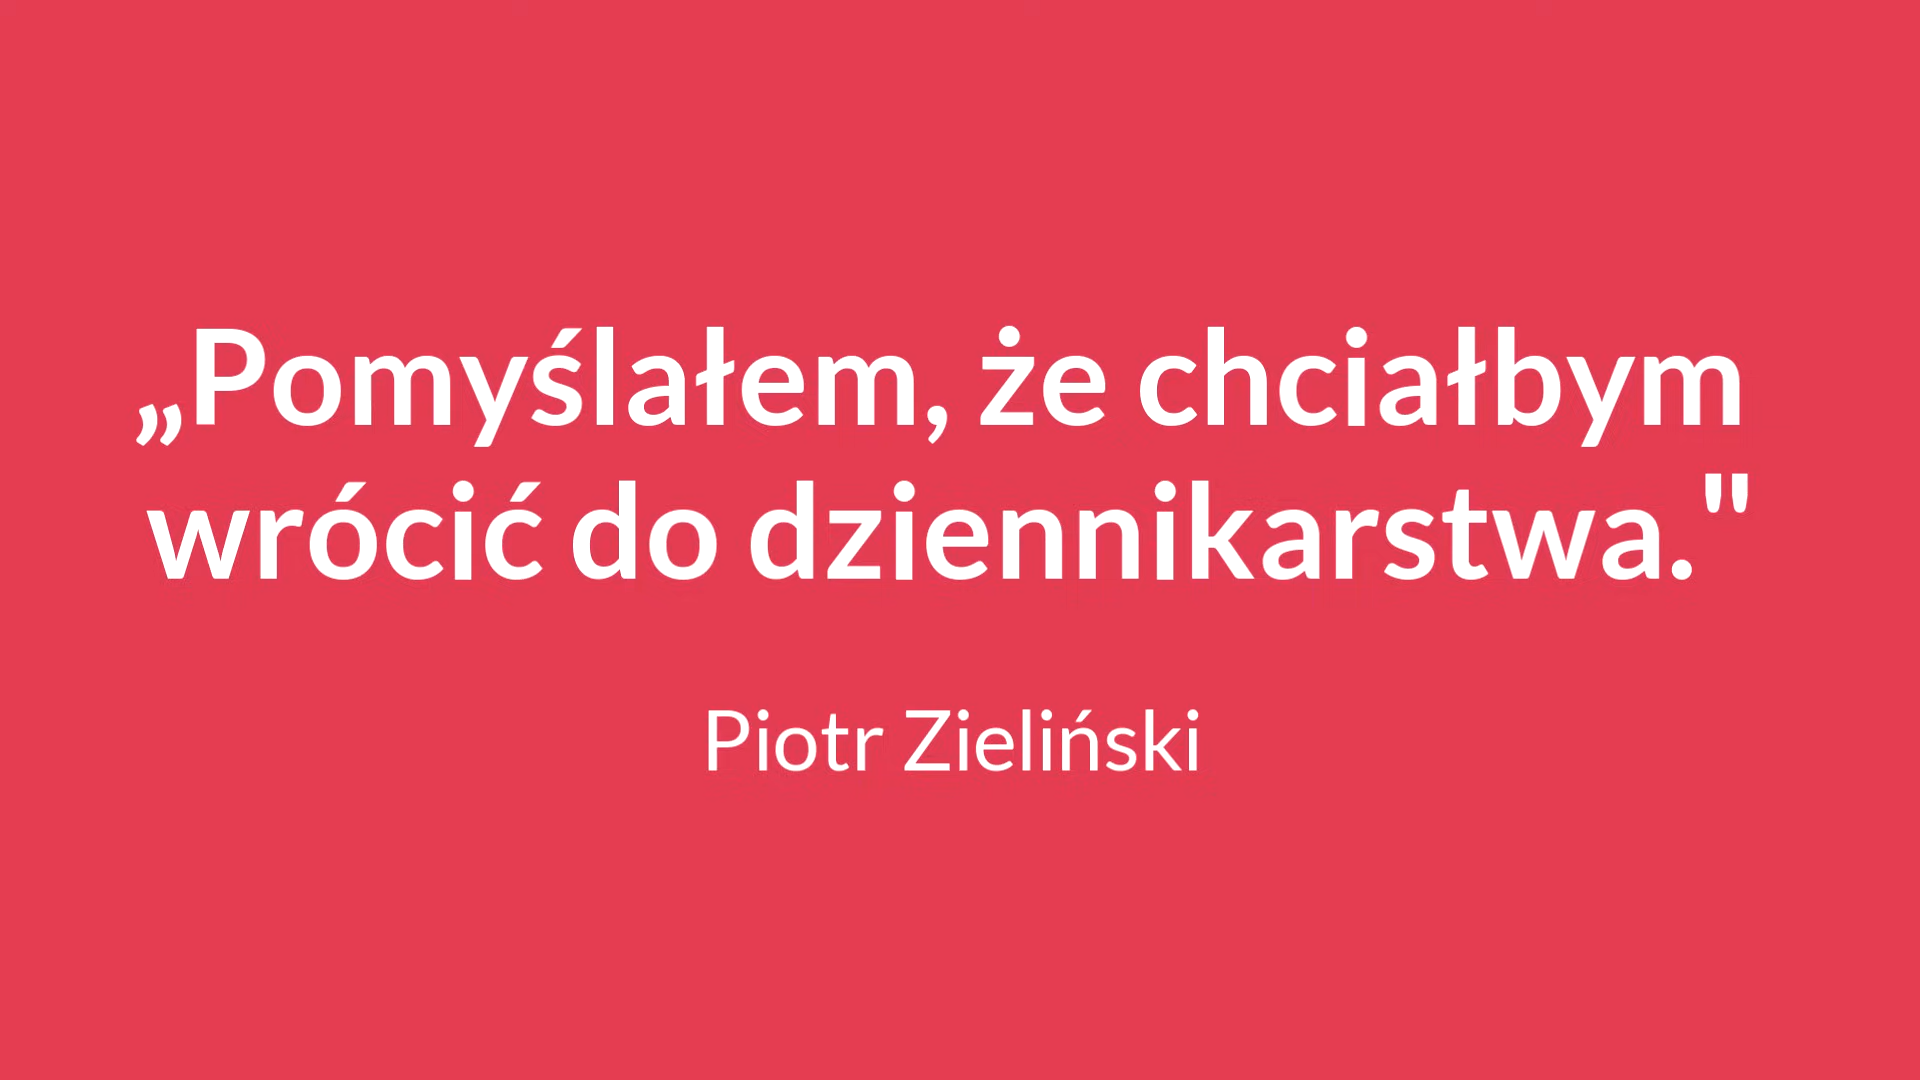 „Pomyślałem, że chciałbym
wrócić do dziennikarstwa."
Piotr Zieliński